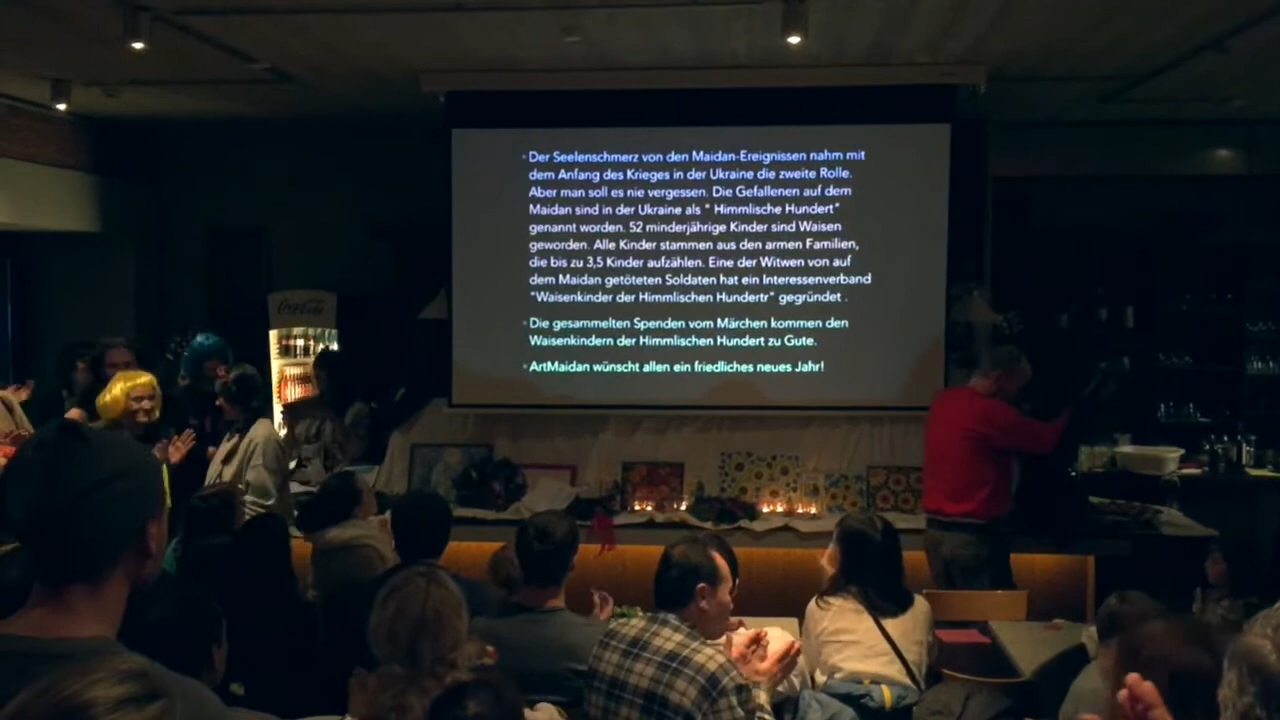 Coca-Cola
Der Seelenschmerz von den Maidan-Ereignissen nahm mit
dem Anfang des Krieges in der Ukraine die zweite Rolle.
Aber man soll es nie vergessen. Die Gefallenen auf dem
Maidan sind in der Ukraine als " Himmlische Hundert"
genannt worden. 52 minderjährige Kinder sind Waisen
geworden. Alle Kinder stammen aus den armen Familien,
die bis zu 3,5 Kinder aufzählen. Eine der Witwen von auf
dem Maidan getöteten Soldaten hat ein Interessenverband
"Waisenkinder der Himmlischen Hundertr" gegründet .
Die gesammelten Spenden vom Märchen kommen den
Waisenkindern der Himmlischen Hundert zu Gute.
ArtMaidan wünscht allen ein friedliches neues Jahr!